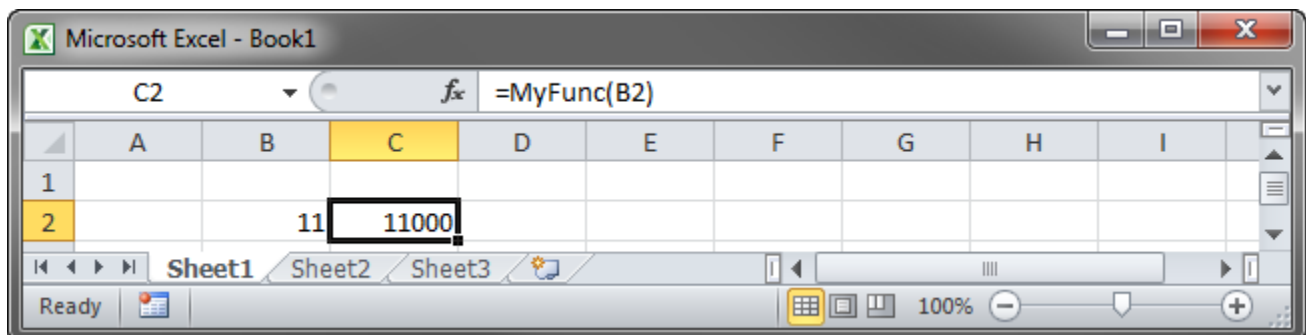 Microsoft Excel - Book1
C2 fx =MyFunc(B2)
A B C D E F G H I
1
2 11 11000
Sheet1 Sheet2 Sheet3
Ready 100%